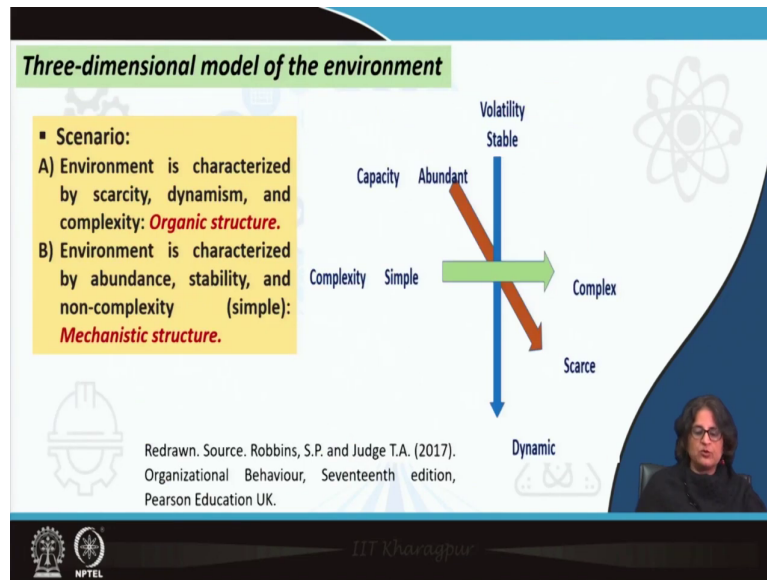 Three-dimensional model of the environment
▪ Scenario:
A) Environment is characterized
by scarcity, dynamism, and
complexity: Organic structure.
B) Environment is characterized
by abundance, stability, and
non-complexity (simple):
Mechanistic structure.
Volatility
Stable
Capacity Abundant
Complexity Simple
Complex
Scarce
Dynamic
Redrawn. Source. Robbins, S.P. and Judge T.A. (2017).
Organizational Behaviour, Seventeenth edition,
Pearson Education UK.
NPTEL
IIT Kharagpur